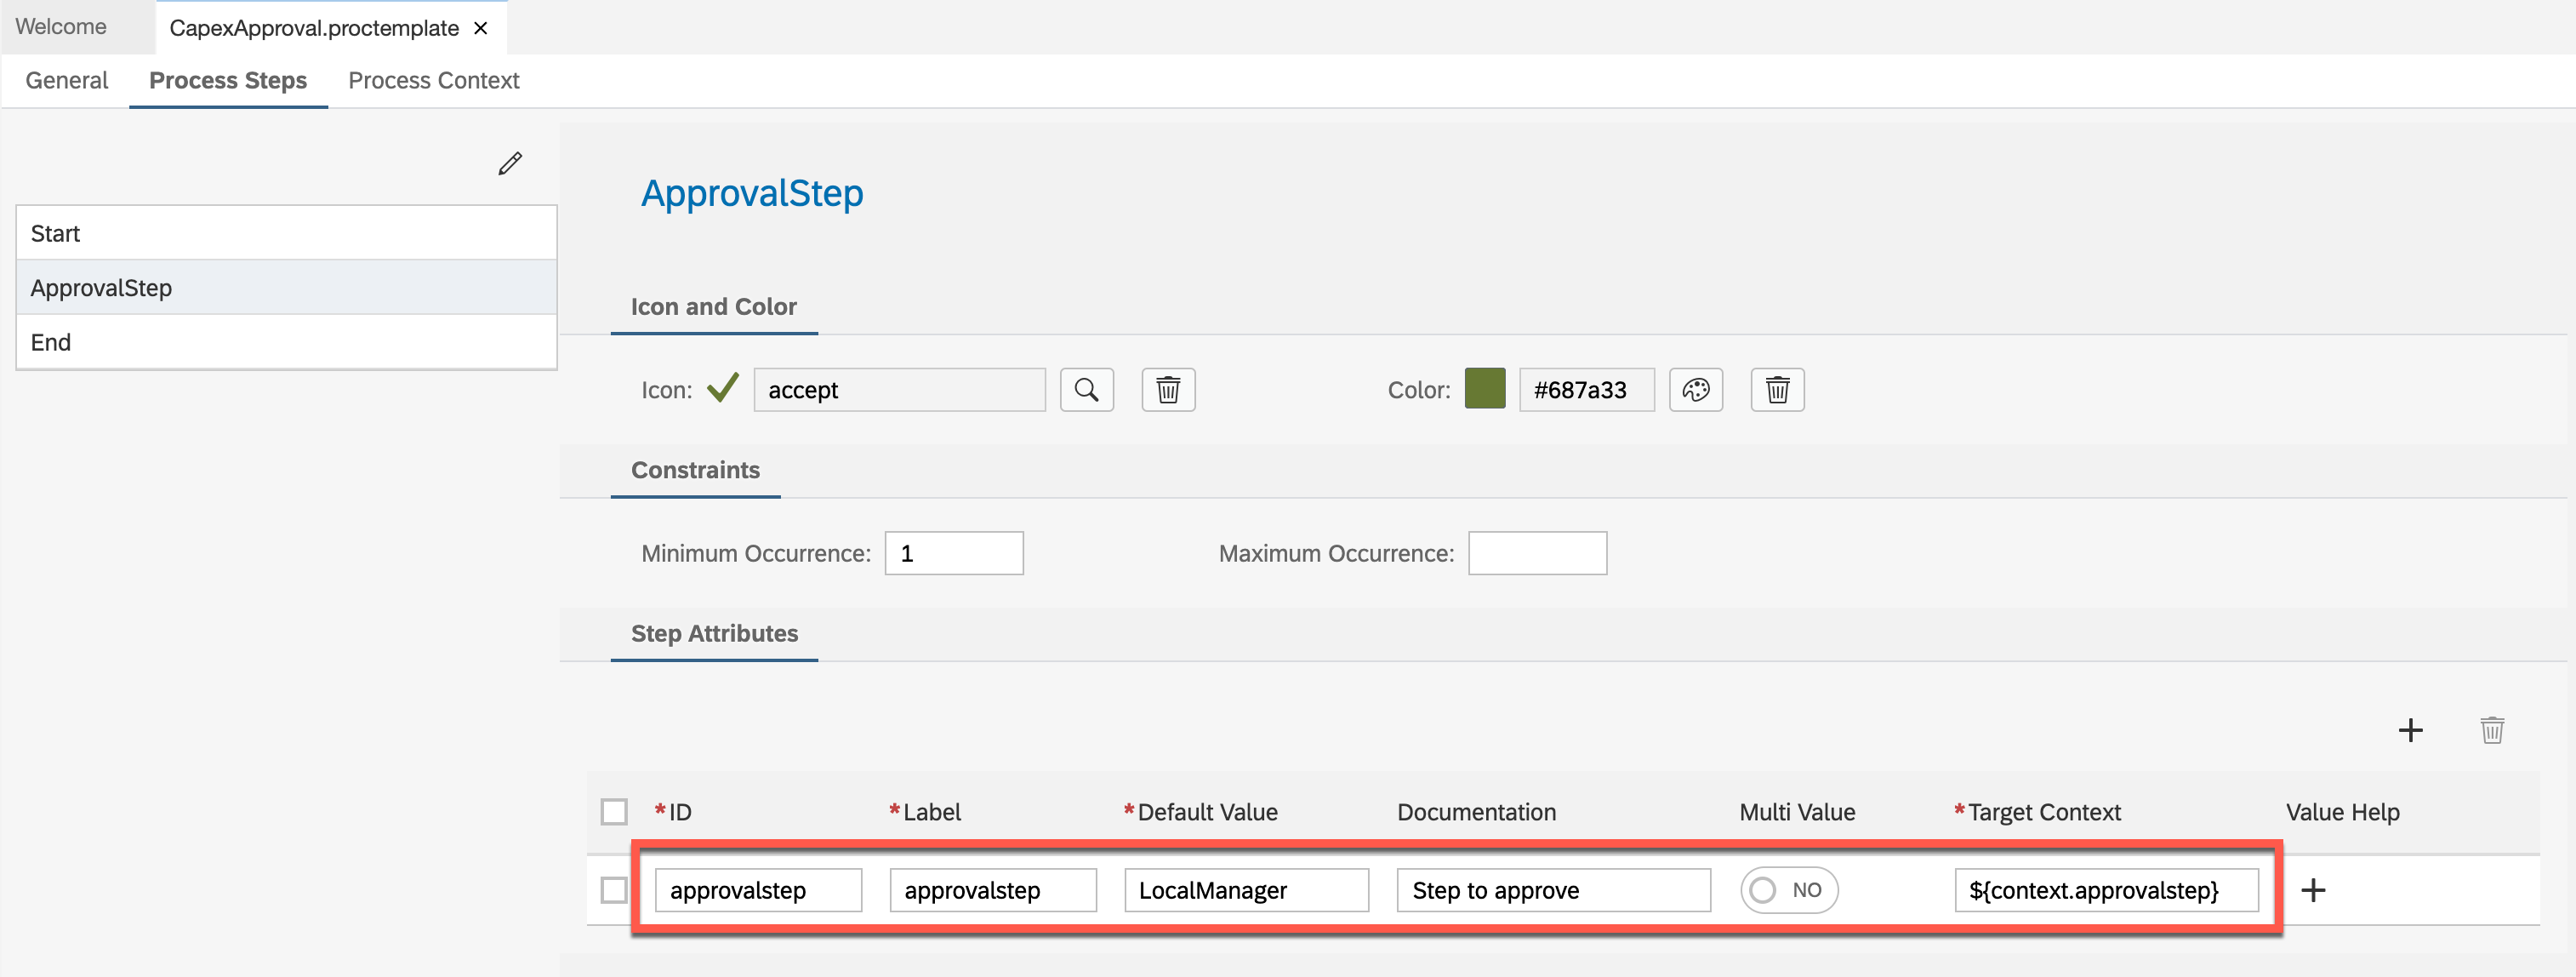 Welcome
CapexApproval.proctemplate ×
General Process Steps Process Context
Start
ApprovalStep
End
ApprovalStep
Icon and Color
Icon: accept Color: #687a33
Constraints
Minimum Occurrence: 1 Maximum Occurrence:
Step Attributes
*ID *Label *Default Value Documentation Multi Value *Target Context Value Help
approvalstep approvalstep LocalManager Step to approve NO ${context.approvalstep} +